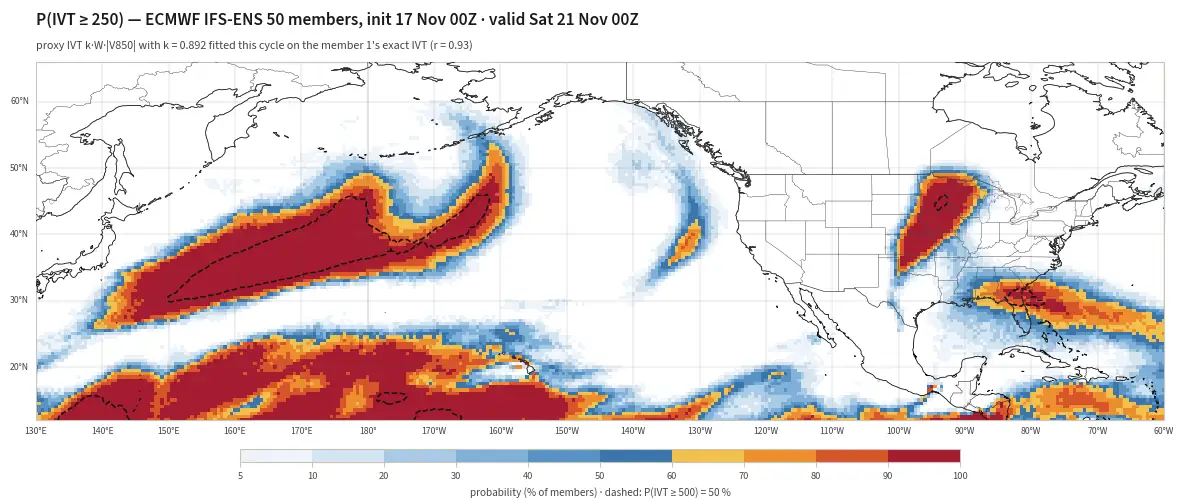 P(IVT ≥ 250) — ECMWF IFS-ENS 50 members, init 17 Nov 00Z · valid Sat 21 Nov 00Z
proxy IVT k·W·|V850| with k = 0.892 fitted this cycle on the member 1's exact IVT (r = 0.93)
60°N
50°N
40°N
30°N
20°N
130°E 140°E 150°E 160°E 170°E 180° 170°W 160°W 150°W 140°W 130°W 120°W 110°W 100°W 90°W 80°W 70°W 60°W
5 10 20 30 40 50 60 70 80 90 100
probability (% of members) · dashed: P(IVT ≥ 500) = 50 %